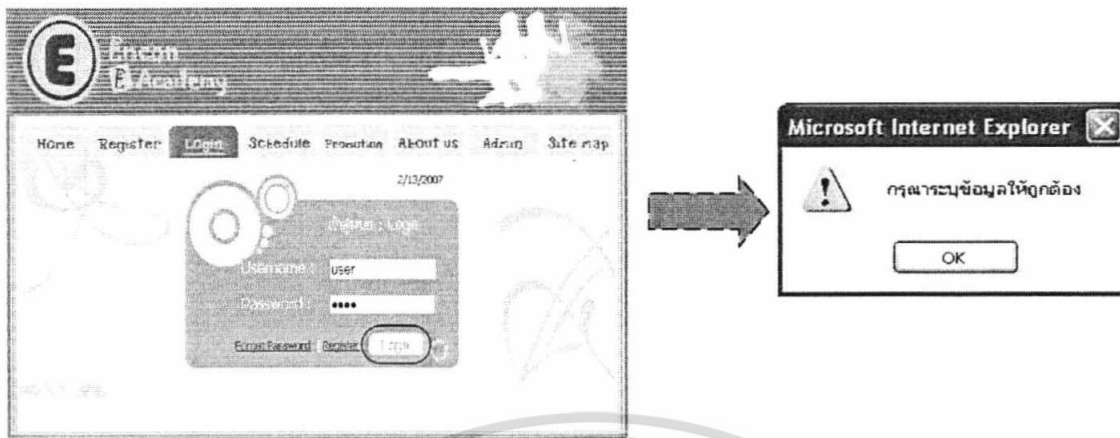 E
Encon
E Academy
Home Register Login Schedule Promotion About us Admin Site map
2/13/2007
: Login
Username : user
Password : ••••
Forgot Password | Register Login
Microsoft Internet Explorer
กรุณาระบุข้อมูลให้ถูกต้อง
OK